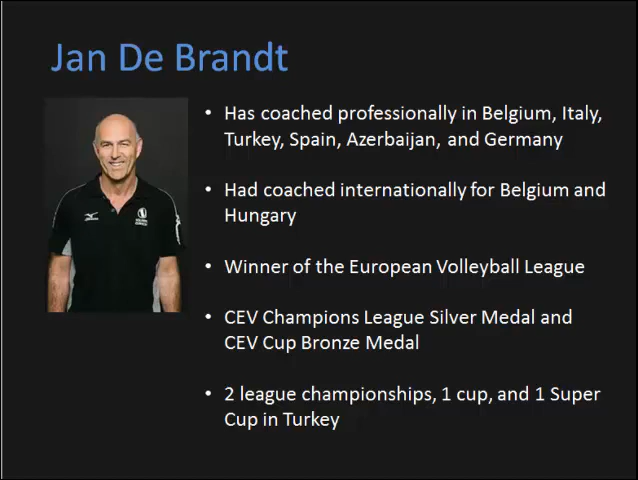 Jan De Brandt
• Has coached professionally in Belgium, Italy,
Turkey, Spain, Azerbaijan, and Germany
• Had coached internationally for Belgium and
Hungary
• Winner of the European Volleyball League
• CEV Champions League Silver Medal and
CEV Cup Bronze Medal
• 2 league championships, 1 cup, and 1 Super
Cup in Turkey